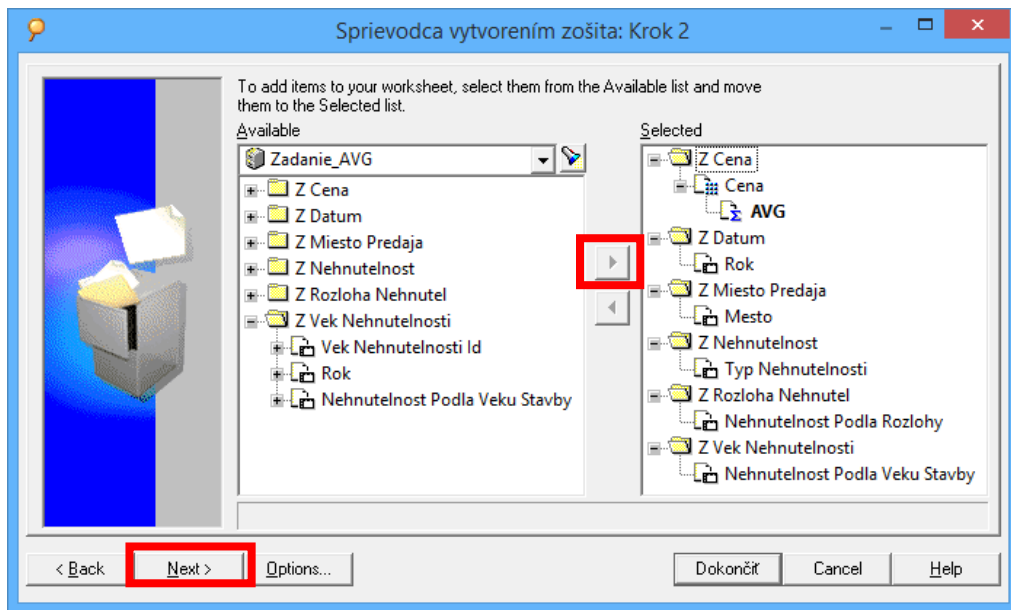 Sprievodca vytvorením zošita: Krok 2
To add items to your worksheet, select them from the Available list and move
them to the Selected list.
Available
Zadanie_AVG
Z Cena
Z Datum
Z Miesto Predaja
Z Nehnutelnost
Z Rozloha Nehnutel
Z Vek Nehnutelnosti
Vek Nehnutelnosti Id
Rok
Nehnutelnost Podla Veku Stavby
Selected
Z Cena
Cena
AVG
Z Datum
Rok
Z Miesto Predaja
Mesto
Z Nehnutelnost
Typ Nehnutelnosti
Z Rozloha Nehnutel
Nehnutelnost Podla Rozlohy
Z Vek Nehnutelnosti
Nehnutelnost Podla Veku Stavby
< Back Next > Options... Dokončiť Cancel Help